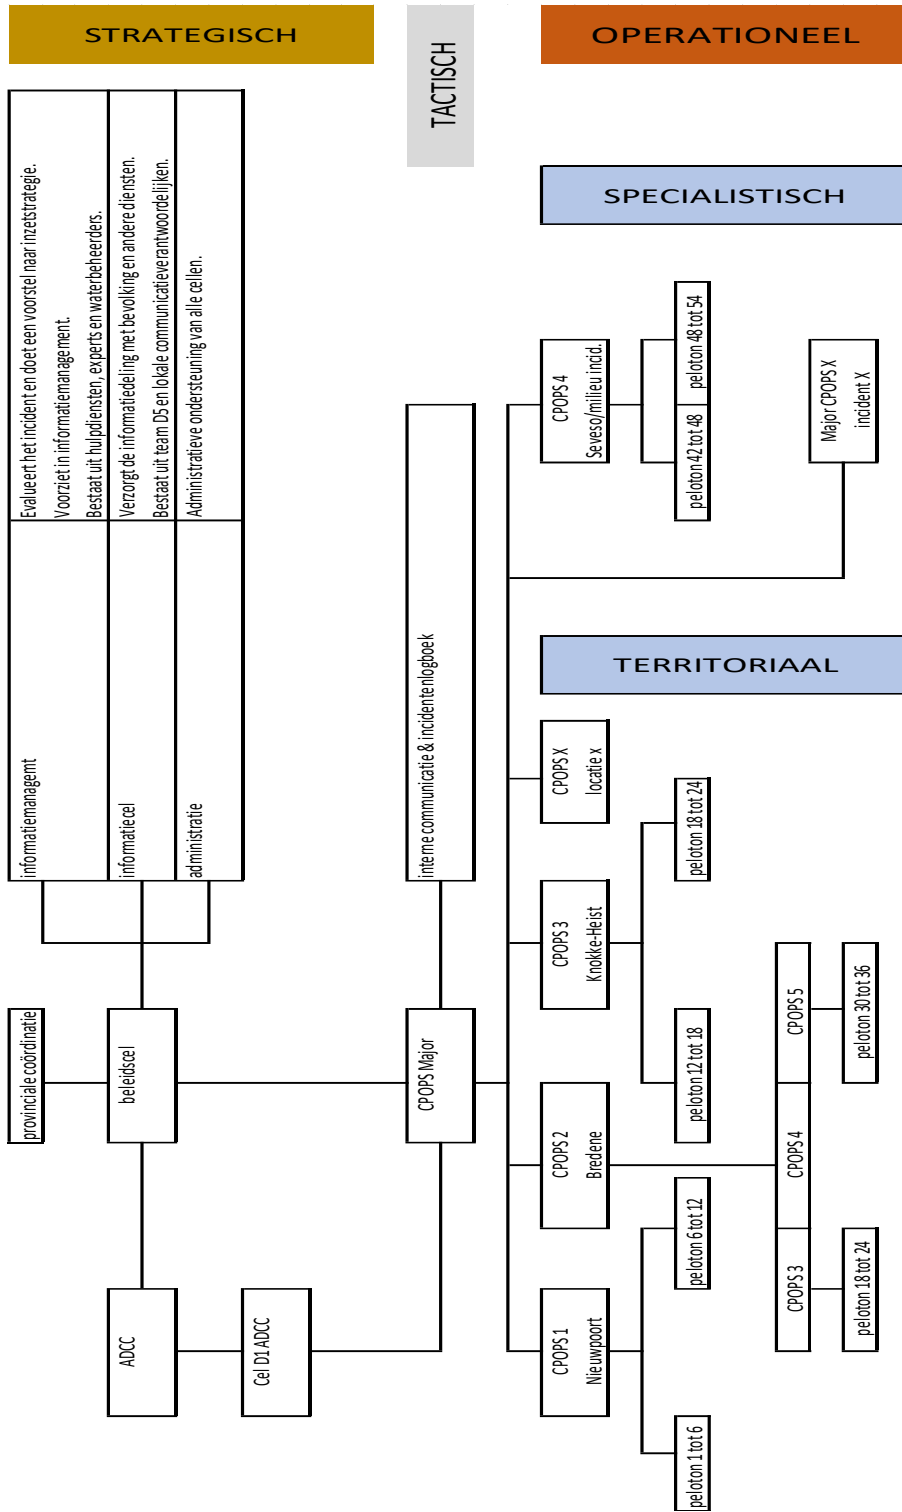 STRATEGISCH
TACTISCH
OPERATIONEEL
SPECIALISTISCH
TERRITORIAAL
provinciale coördinatie
beleidscel
ADCC
Cel D1 ADCC
informatiemanagemt
Evalueert het incident en doet een voorstel naar inzetstrategie.
Voorziet in informatiemanagement.
Bestaat uit hulpdiensten, experts en waterbeheerders.
informatiecel
Verzorgt de informatiedeling met bevolking en andere diensten.
Bestaat uit team D5 en lokale communicatieverantwoordelijken.
administratie
Administratieve ondersteuning van alle cellen.
CPOPS Major
interne communicatie & incidentenlogboek
CPOPS 1
Nieuwpoort
peloton 1 tot 6
peloton 6 tot 12
CPOPS 2
Bredene
CPOPS 3
CPOPS 4
CPOPS 5
peloton 18 tot 24
peloton 30 tot 36
CPOPS 3
Knokke-Heist
peloton 12 tot 18
peloton 18 tot 24
CPOPS X
locatie x
CPOPS 4
Seveso/milieu incid.
peloton 42 tot 48
peloton 48 tot 54
Major CPOPS X
incident X